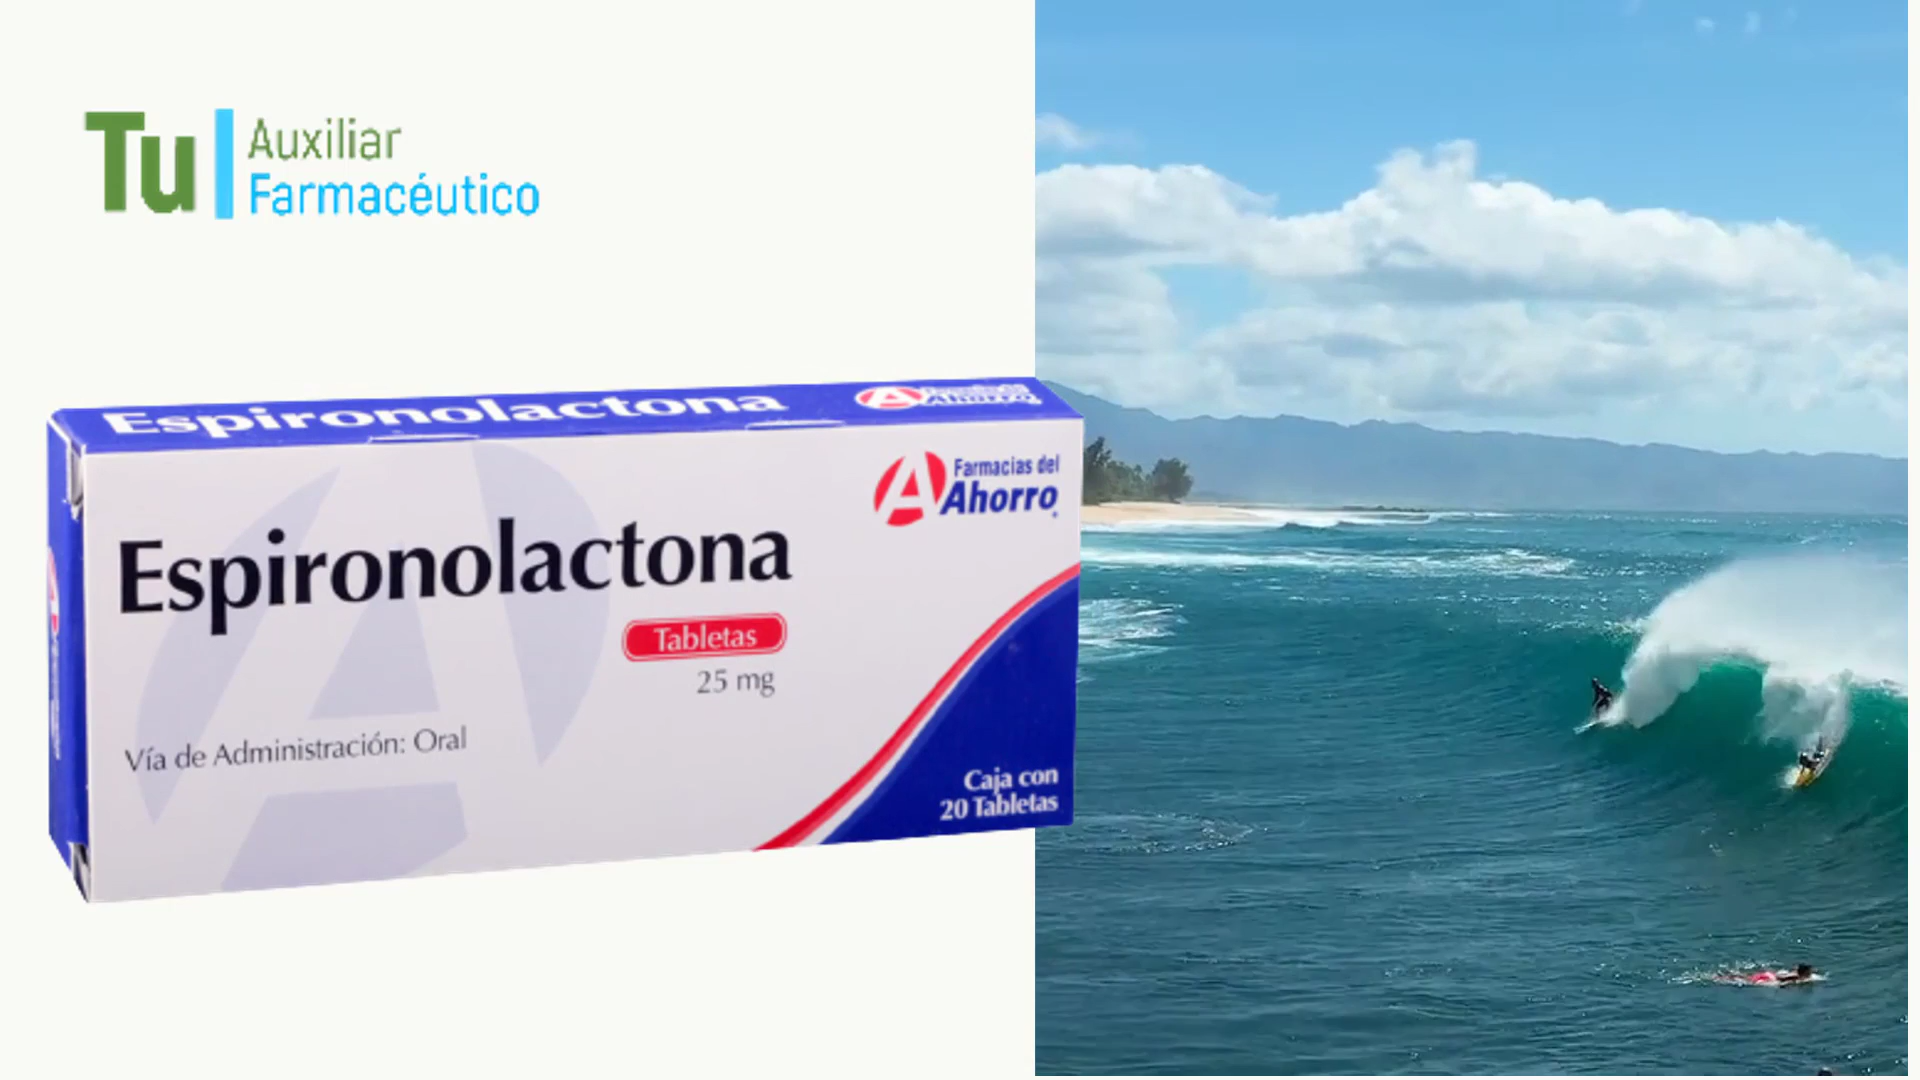 Tu
Auxiliar
Farmacéutico
Espironolactona
Ahorro
Farmacias del
Ahorro
Espironolactona
Tabletas
25 mg
Vía de Administración: Oral
Caja con
20 Tabletas